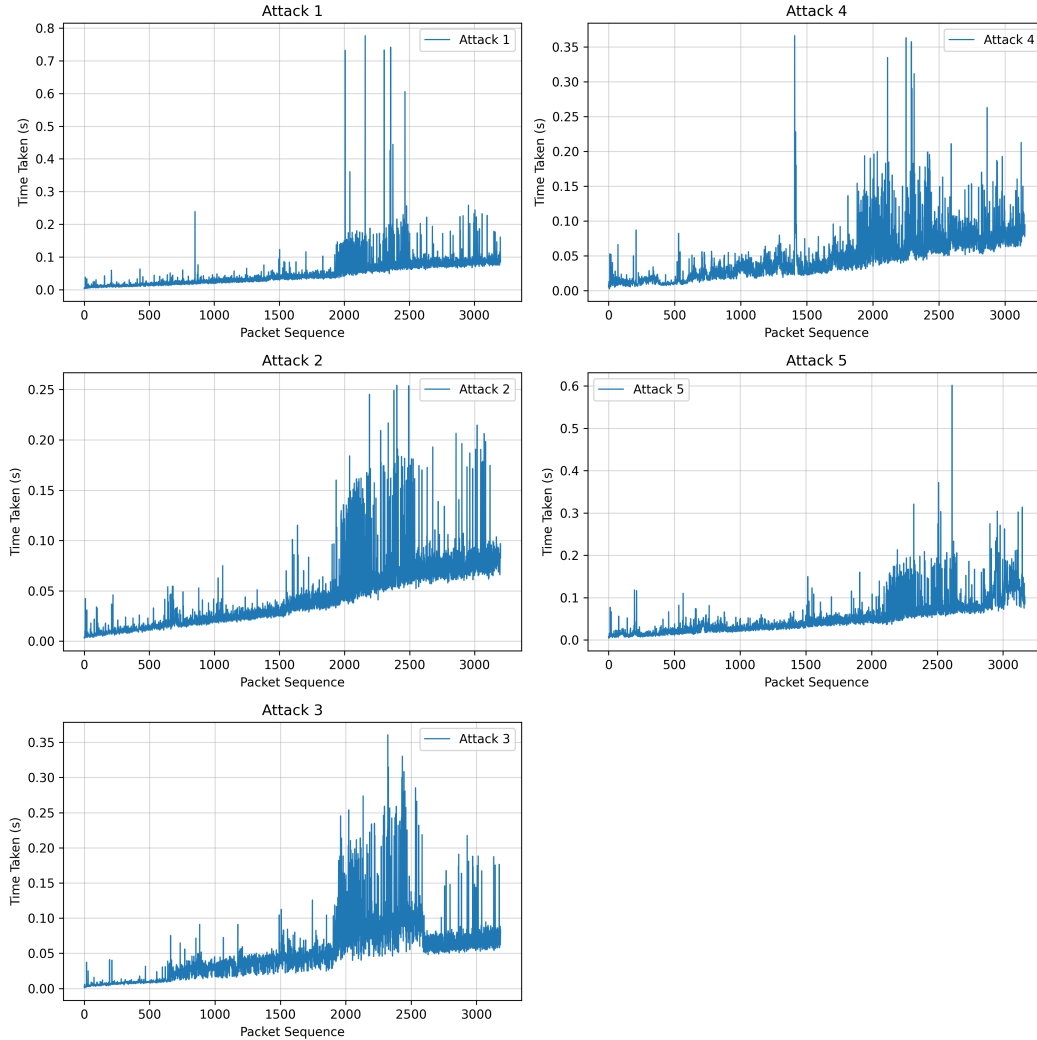 Attack 1
Time Taken (s)
0.8
0.7
0.6
0.5
0.4
0.3
0.2
0.1
0.0
Attack 1
0 500 1000 1500 2000 2500 3000
Packet Sequence
Attack 4
Time Taken (s)
0.35
0.30
0.25
0.20
0.15
0.10
0.05
0.00
Attack 4
0 500 1000 1500 2000 2500 3000
Packet Sequence
Attack 2
Time Taken (s)
0.25
0.20
0.15
0.10
0.05
0.00
Attack 2
0 500 1000 1500 2000 2500 3000
Packet Sequence
Attack 5
Time Taken (s)
0.6
0.5
0.4
0.3
0.2
0.1
0.0
Attack 5
0 500 1000 1500 2000 2500 3000
Packet Sequence
Attack 3
Time Taken (s)
0.35
0.30
0.25
0.20
0.15
0.10
0.05
0.00
Attack 3
0 500 1000 1500 2000 2500 3000
Packet Sequence